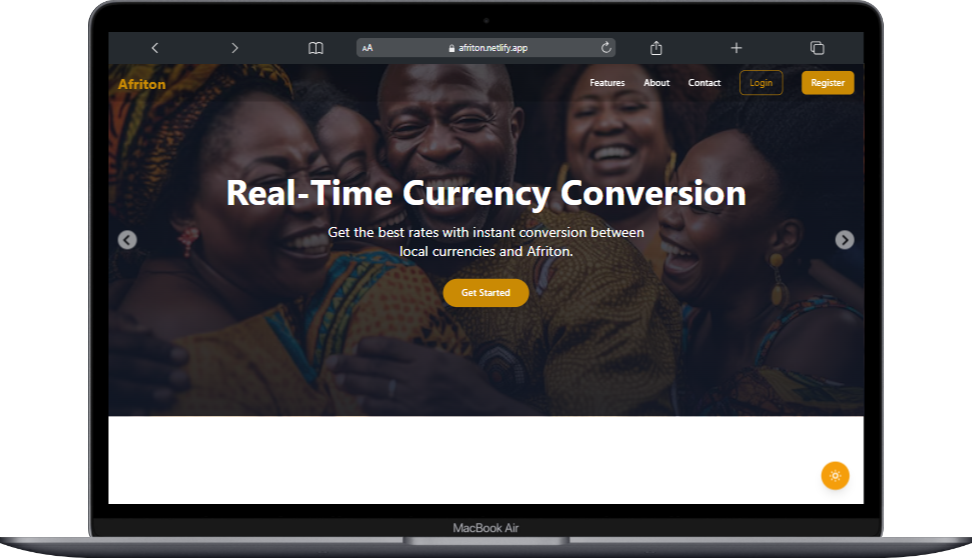 AA
afriton.netlify.app
Afriton
Features
About
Contact
Login
Register
Real-Time Currency Conversion
Get the best rates with instant conversion between
local currencies and Afriton.
Get Started
MacBook Air